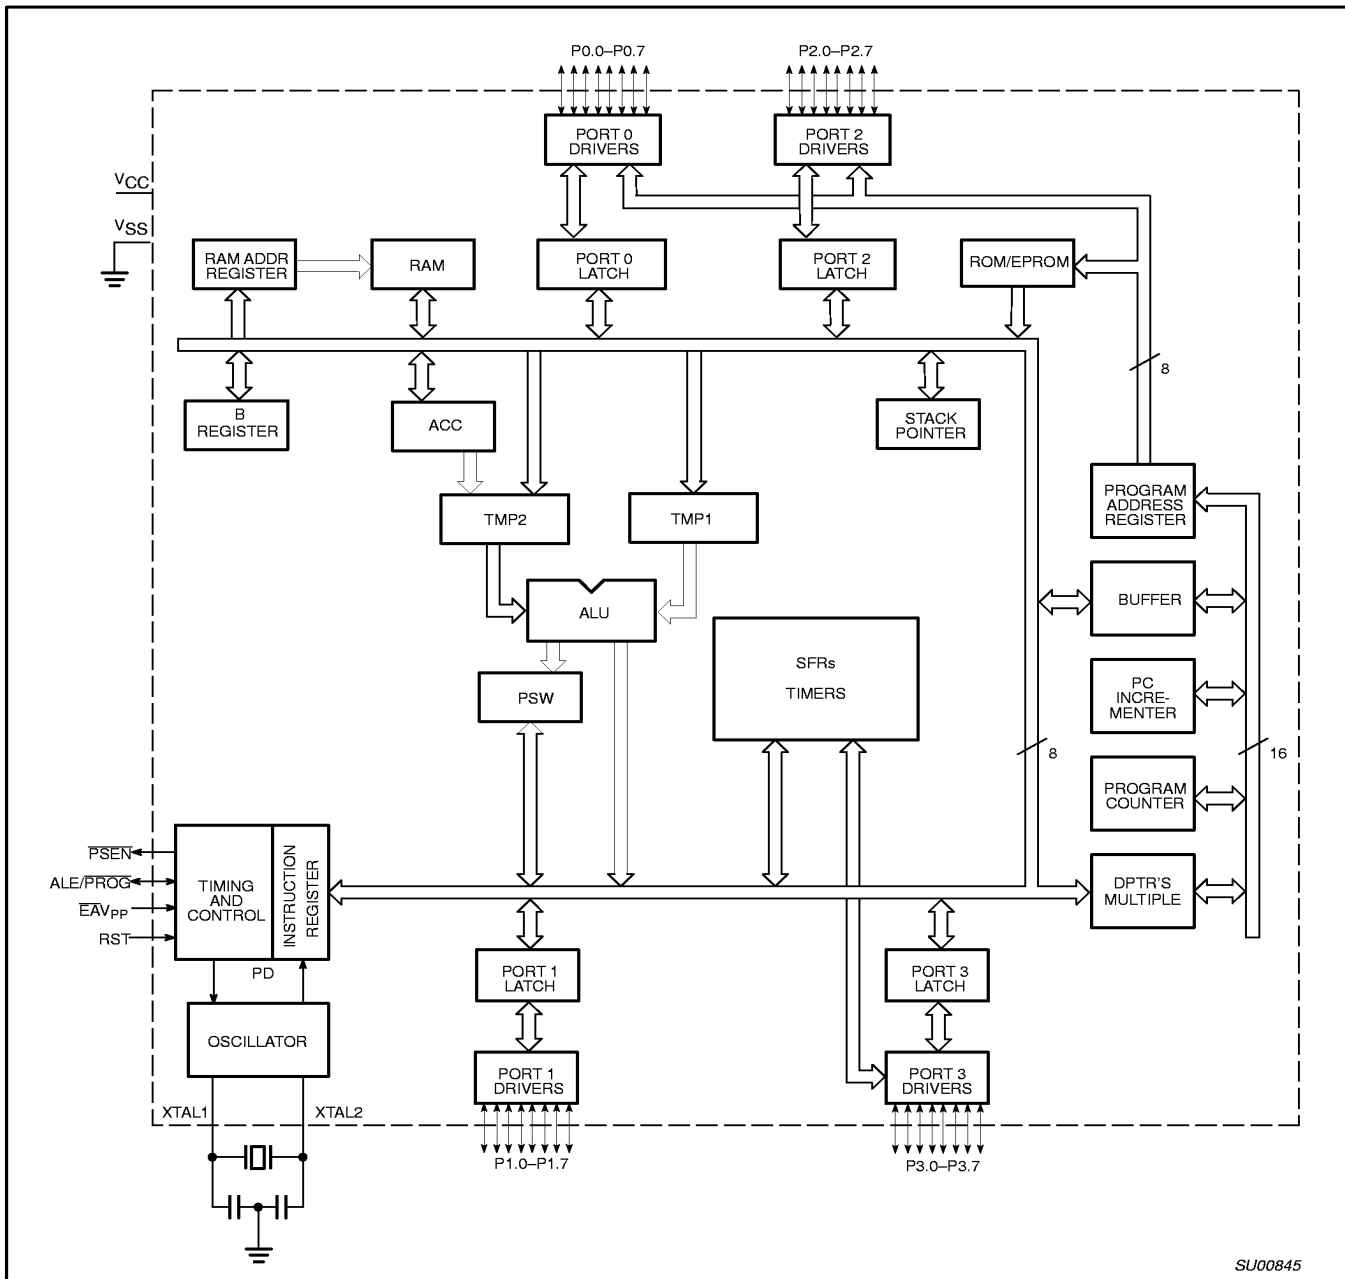 P0.0–P0.7
P2.0–P2.7
PORT 0
DRIVERS
PORT 2
DRIVERS
VCC
VSS
RAM ADDR
REGISTER
RAM
PORT 0
LATCH
PORT 2
LATCH
ROM/EPROM
8
B
REGISTER
ACC
STACK
POINTER
TMP2
TMP1
PROGRAM
ADDRESS
REGISTER
ALU
BUFFER
SFRs
TIMERS
PSW
PC
INCRE-
MENTER
8
16
PROGRAM
COUNTER
PSEN
ALE/PROG
EAVPP
RST
TIMING
AND
CONTROL
INSTRUCTION
REGISTER
DPTR'S
MULTIPLE
PD
PORT 1
LATCH
PORT 3
LATCH
OSCILLATOR
PORT 1
DRIVERS
PORT 3
DRIVERS
XTAL1
XTAL2
P1.0–P1.7
P3.0–P3.7
SU00845